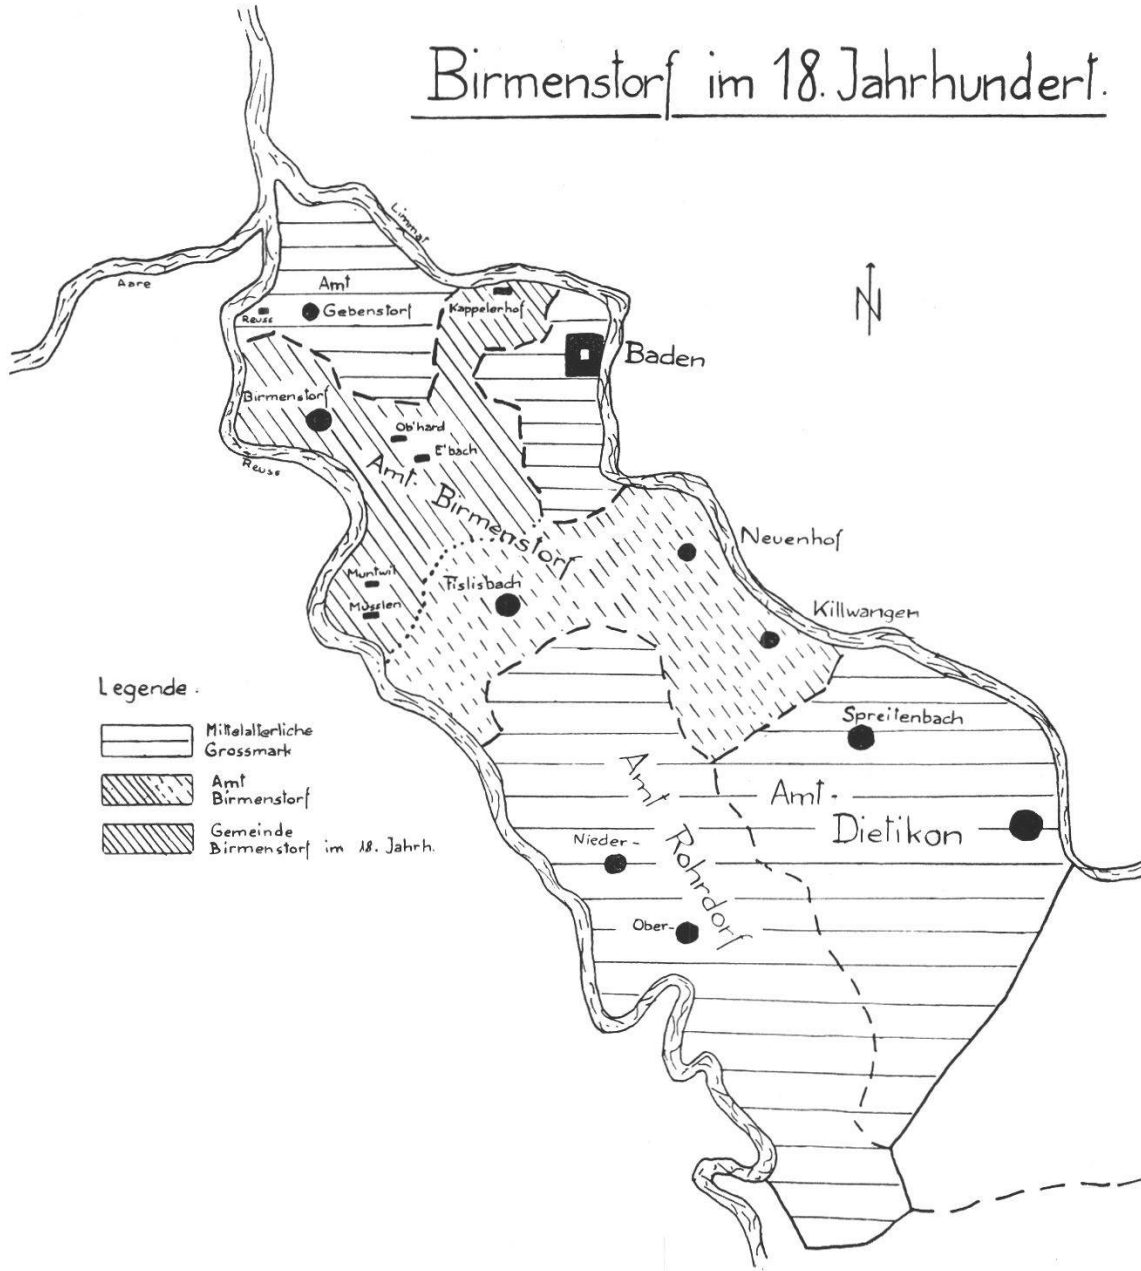 Birmenstorf im 18. Jahrhundert.
Limmat
Aare
Amt
Gebenstorf
Reuss
Kappelerhof
Baden
N
Birmenstorf
Ob'hard
E'bach
Reuss
Amt Birmenstorf
Neuenhof
Muntwil
Müsslen
Fislisbach
Killwangen
Legende.
Mittelalterliche
Grossmark
Amt
Birmenstorf
Gemeinde
Birmenstorf im 18. Jahrh.
Spreitenbach
Amt-
Dietikon
Amt Rohrdorf
Nieder-
Ober-